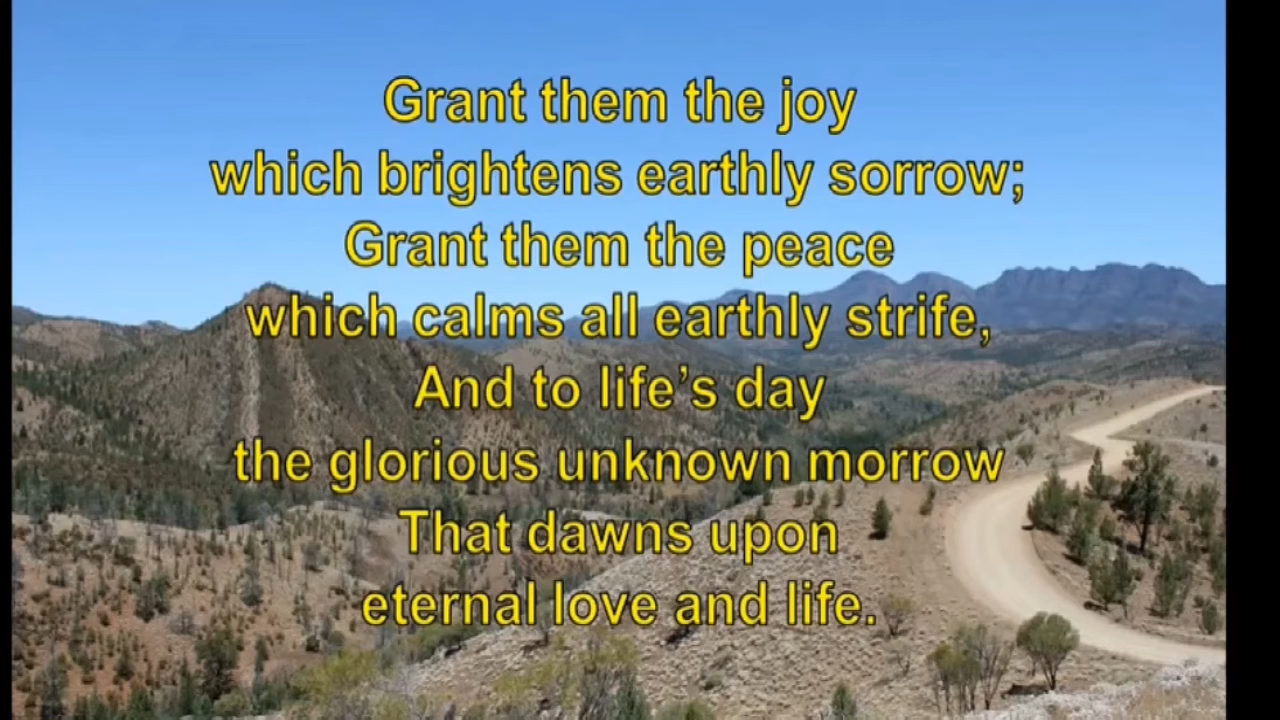 Grant them the joy
which brightens earthly sorrow;
Grant them the peace
which calms all earthly strife,
And to life’s day
the glorious unknown morrow
That dawns upon
eternal love and life.